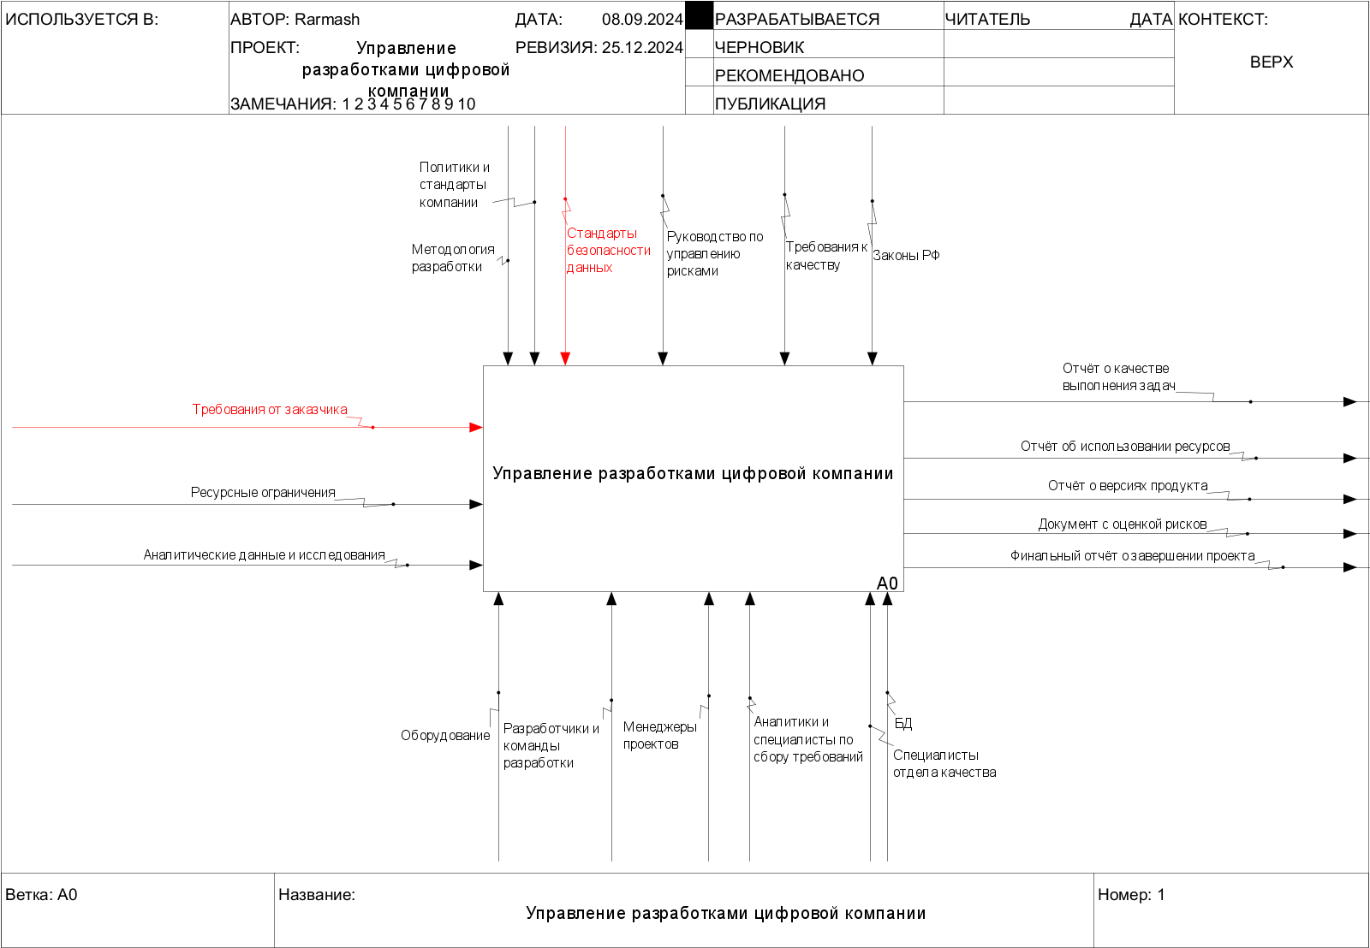 ИСПОЛЬЗУЕТСЯ В:
АВТОР: Rarmash
ДАТА: 08.09.2024
РАЗРАБАТЫВАЕТСЯ
ЧИТАТЕЛЬ
ДАТА
КОНТЕКСТ:
ПРОЕКТ:
Управление
разработками цифровой
компании
РЕВИЗИЯ: 25.12.2024
ЧЕРНОВИК
РЕКОМЕНДОВАНО
ВЕРХ
ЗАМЕЧАНИЯ: 1 2 3 4 5 6 7 8 9 10
ПУБЛИКАЦИЯ
Политики и
стандарты
компании
Методология
разработки
Стандарты
безопасности
данных
Руководство по
управлению
рисками
Требования к
качеству
Законы РФ
Требования от заказчика
Ресурсные ограничения
Аналитические данные и исследования
Управление разработками цифровой компании
A0
Отчёт о качестве
выполнения задач
Отчёт об использовании ресурсов
Отчёт о версиях продукта
Документ с оценкой рисков
Финальный отчёт о завершении проекта
Оборудование
Разработчики и
команды
разработки
Менеджеры
проектов
Аналитики и
специалисты по
сбору требований
БД
Специалисты
отдела качества
Ветка: A0
Название:
Управление разработками цифровой компании
Номер: 1